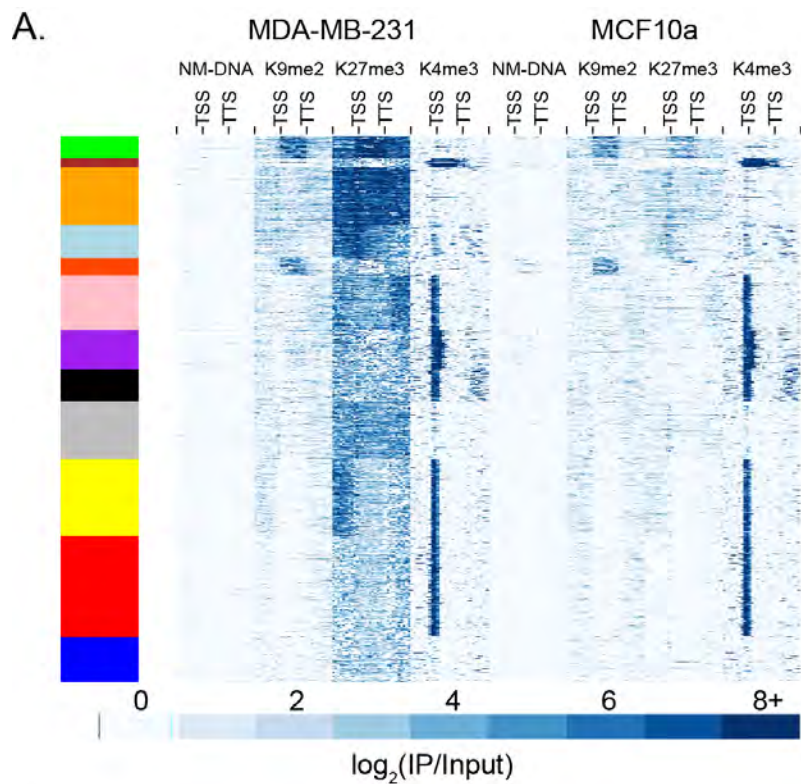 A.
MDA-MB-231 MCF10a
NM-DNA K9me2 K27me3 K4me3 NM-DNA K9me2 K27me3 K4me3
TSS TTS TSS TTS TSS TTS TSS TTS TSS TTS TSS TTS TSS TTS TSS TTS
0 2 4 6 8+
log₂(IP/Input)